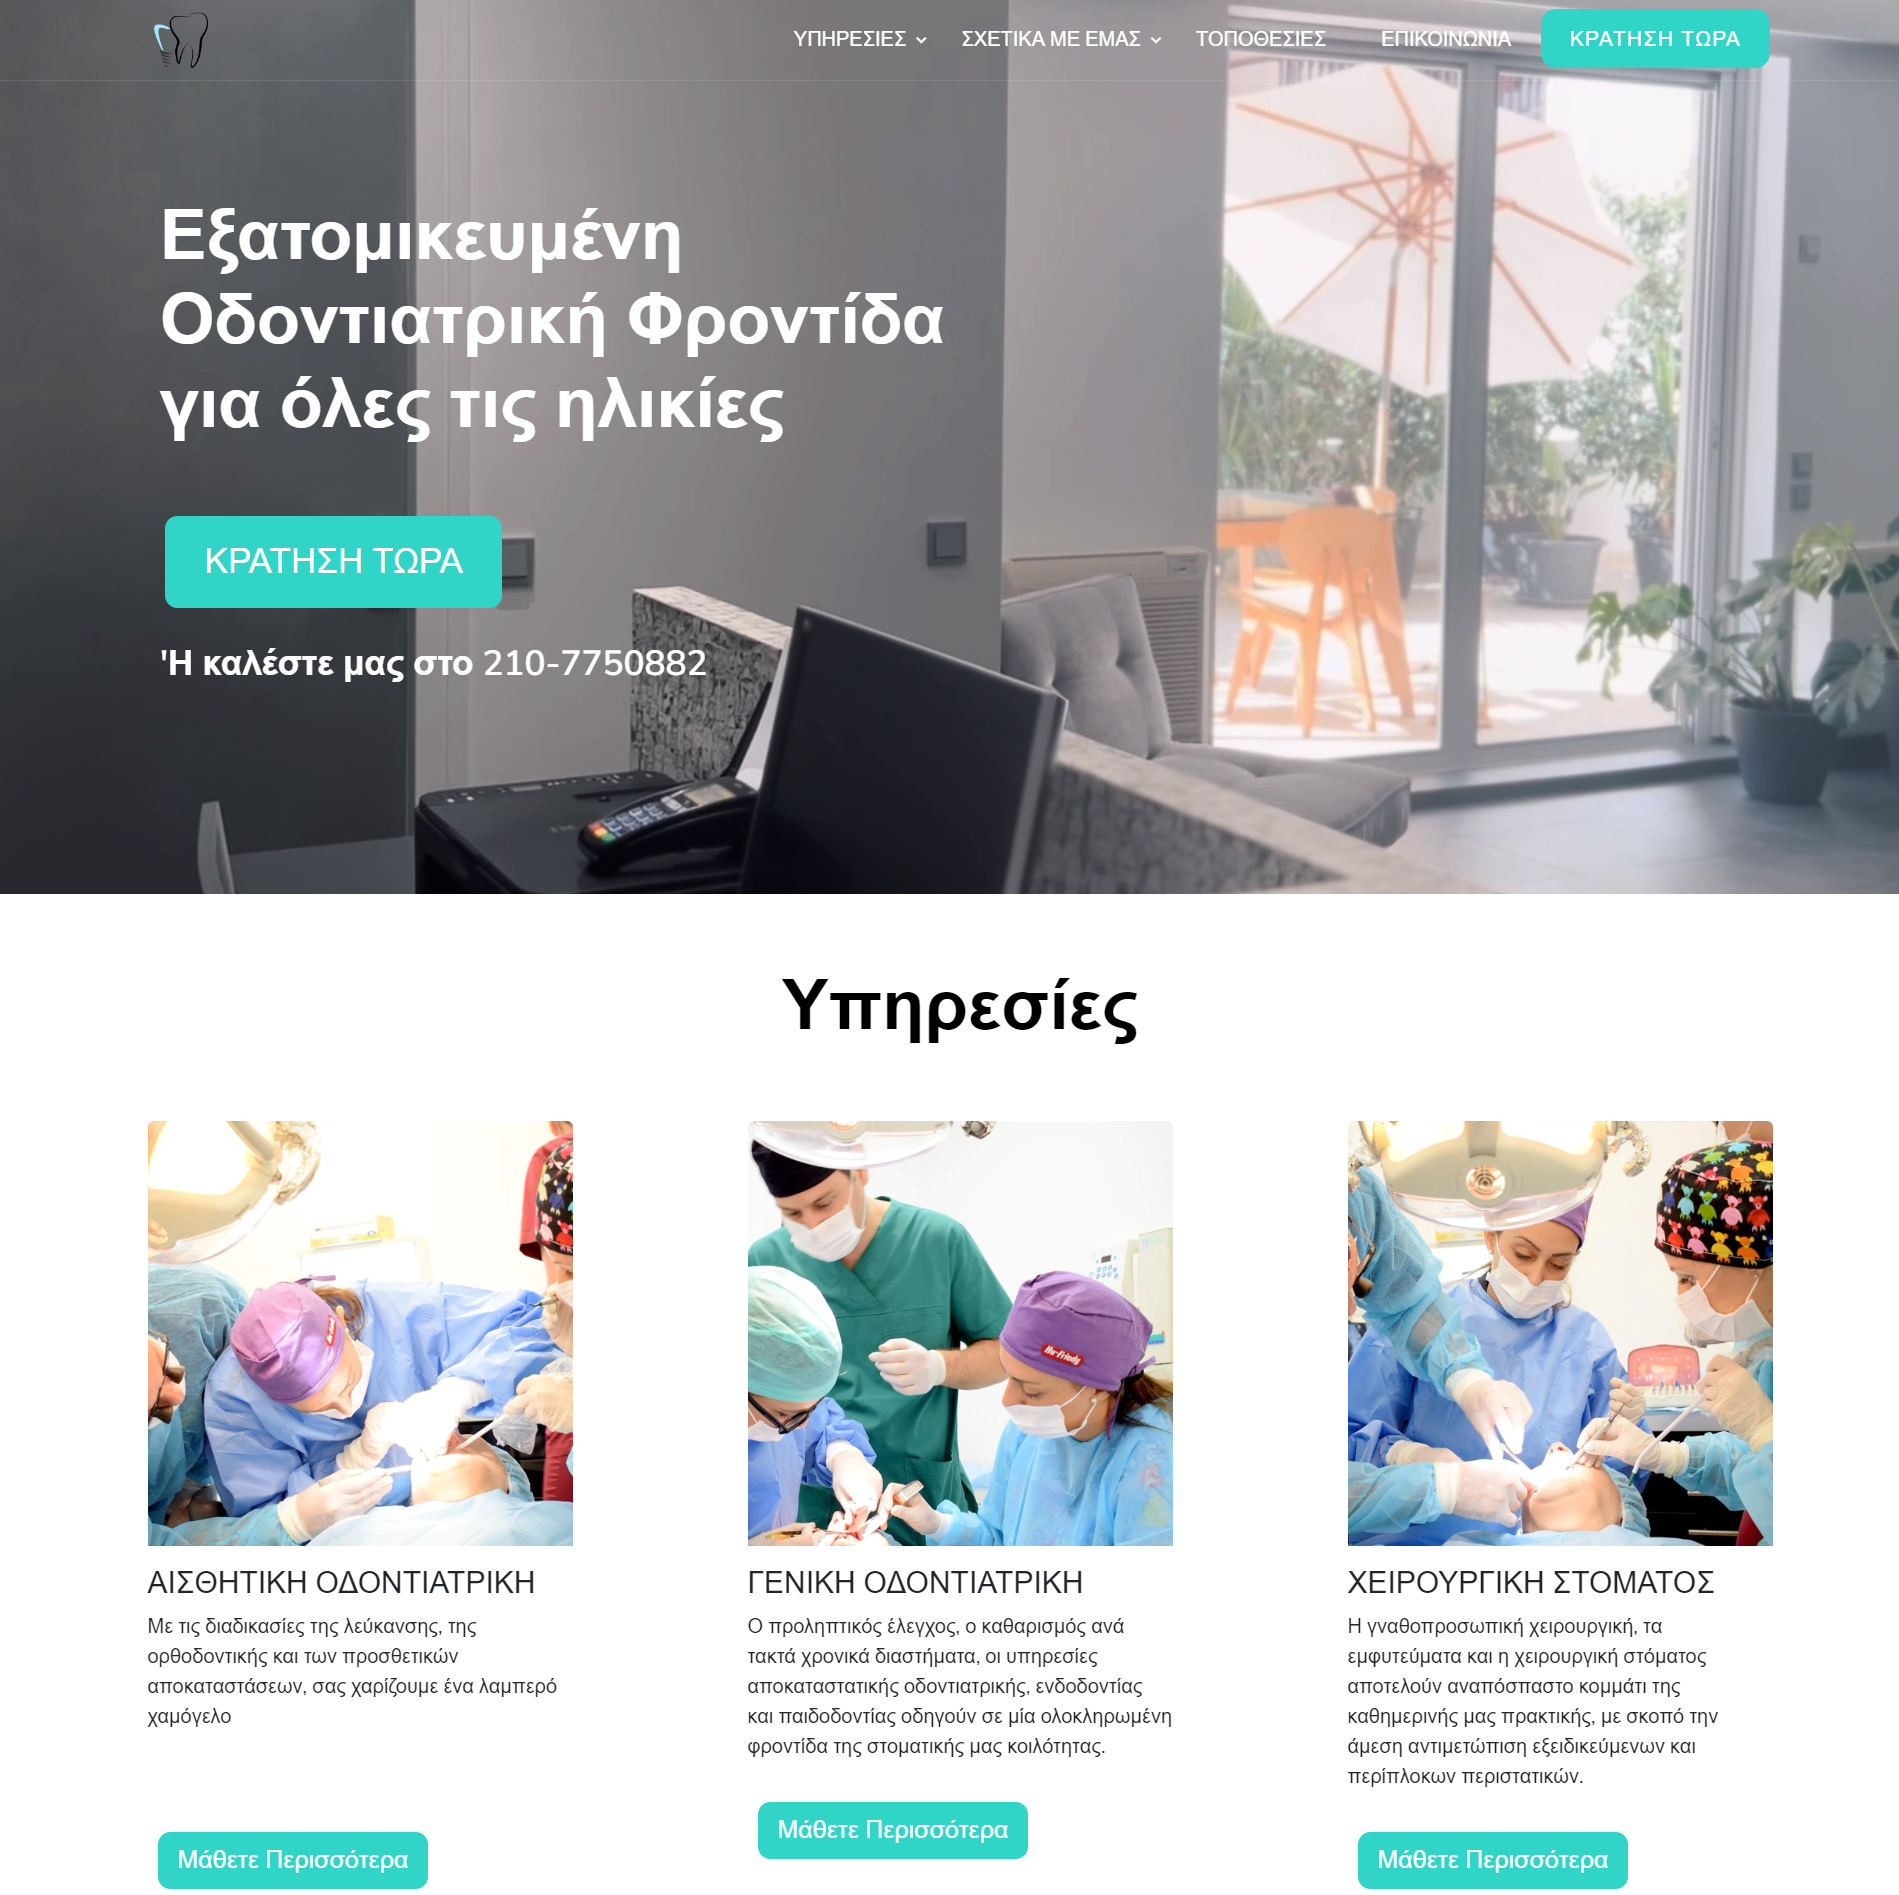 ΥΠΗΡΕΣΙΕΣ ΣΧΕΤΙΚΑ ΜΕ ΕΜΑΣ ΤΟΠΟΘΕΣΙΕΣ ΕΠΙΚΟΙΝΩΝΙΑ ΚΡΑΤΗΣΗ ΤΩΡΑ
Εξατομικευμένη
Οδοντιατρική Φροντίδα
για όλες τις ηλικίες
ΚΡΑΤΗΣΗ ΤΩΡΑ
'Η καλέστε μας στο 210-7750882
Υπηρεσίες
Hu-Friedy
ΑΙΣΘΗΤΙΚΗ ΟΔΟΝΤΙΑΤΡΙΚΗ
Με τις διαδικασίες της λεύκανσης, της
ορθοδοντικής και των προσθετικών
αποκαταστάσεων, σας χαρίζουμε ένα λαμπερό
χαμόγελο
Μάθετε Περισσότερα
Hu-Friedy
ΓΕΝΙΚΗ ΟΔΟΝΤΙΑΤΡΙΚΗ
Ο προληπτικός έλεγχος, ο καθαρισμός ανά
τακτά χρονικά διαστήματα, οι υπηρεσίες
αποκαταστατικής οδοντιατρικής, ενδοδοντίας
και παιδοδοντίας οδηγούν σε μία ολοκληρωμένη
φροντίδα της στοματικής μας κοιλότητας.
Μάθετε Περισσότερα
ΧΕΙΡΟΥΡΓΙΚΗ ΣΤΟΜΑΤΟΣ
Η γναθοπροσωπική χειρουργική, τα
εμφυτεύματα και η χειρουργική στόματος
αποτελούν αναπόσπαστο κομμάτι της
καθημερινής μας πρακτικής, με σκοπό την
άμεση αντιμετώπιση εξειδικεύμενων και
περίπλοκων περιστατικών.
Μάθετε Περισσότερα